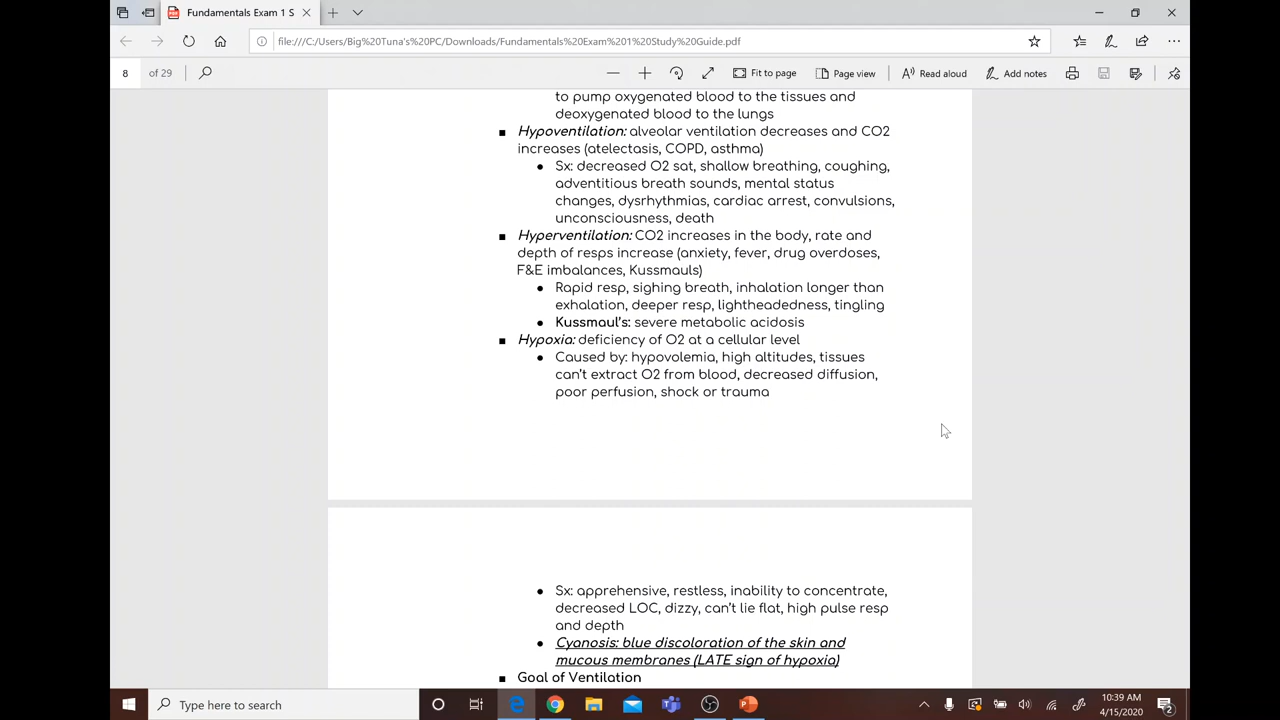 Fundamentals Exam 1 S
file:///C:/Users/Big%20Tuna's%20PC/Downloads/Fundamentals%20Exam%201%20Study%20Guide.pdf
8 of 29 Fit to page Page view Read aloud Add notes
to pump oxygenated blood to the tissues and
deoxygenated blood to the lungs
■ Hypoventilation: alveolar ventilation decreases and CO2
increases (atelectasis, COPD, asthma)
● Sx: decreased O2 sat, shallow breathing, coughing,
adventitious breath sounds, mental status
changes, dysrhythmias, cardiac arrest, convulsions,
unconsciousness, death
■ Hyperventilation: CO2 increases in the body, rate and
depth of resps increase (anxiety, fever, drug overdoses,
F&E imbalances, Kussmauls)
● Rapid resp, sighing breath, inhalation longer than
exhalation, deeper resp, lightheadedness, tingling
● Kussmaul's: severe metabolic acidosis
■ Hypoxia: deficiency of O2 at a cellular level
● Caused by: hypovolemia, high altitudes, tissues
can't extract O2 from blood, decreased diffusion,
poor perfusion, shock or trauma
● Sx: apprehensive, restless, inability to concentrate,
decreased LOC, dizzy, can't lie flat, high pulse resp
and depth
● Cyanosis: blue discoloration of the skin and
mucous membranes (LATE sign of hypoxia)
■ Goal of Ventilation
Type here to search
10:39 AM
4/15/2020
2